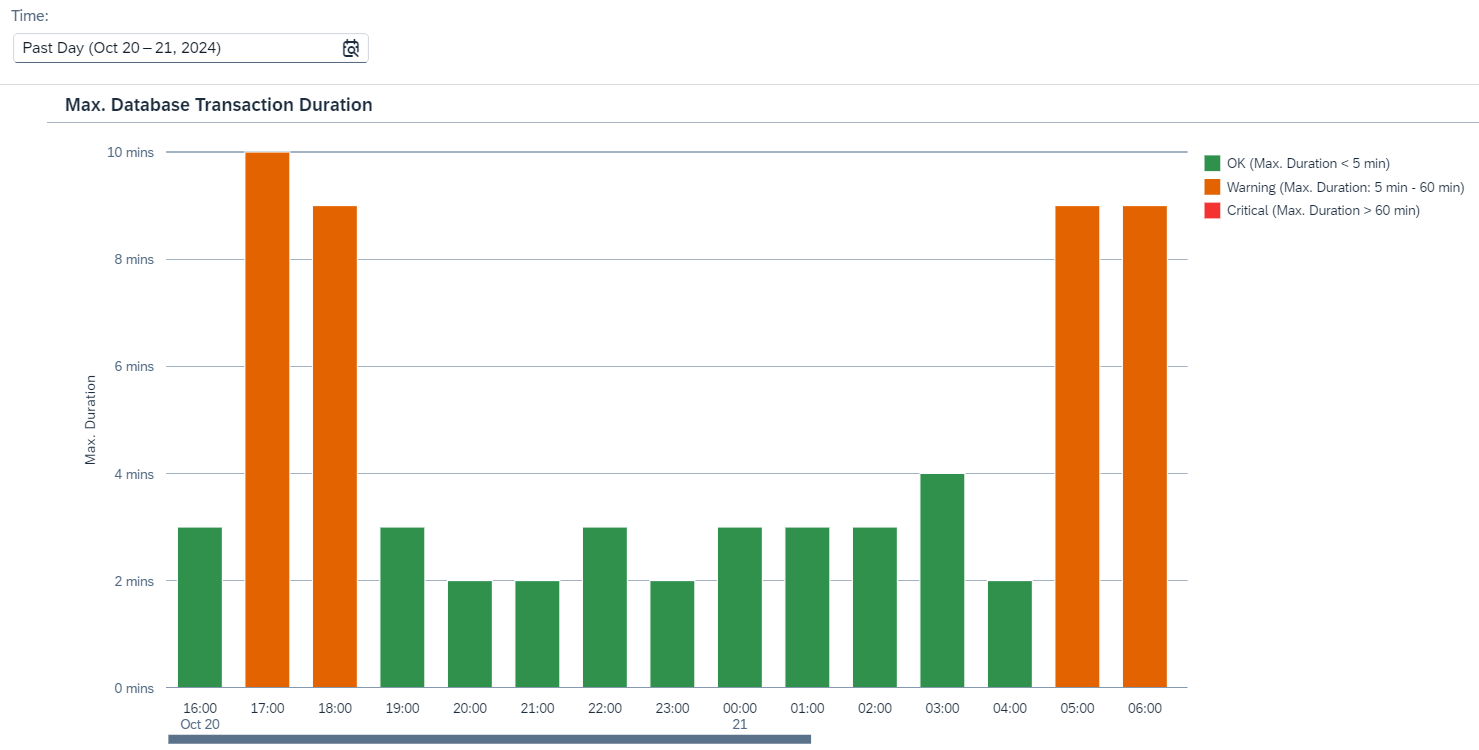 Time:
Past Day (Oct 20 – 21, 2024)
Max. Database Transaction Duration
10 mins
8 mins
6 mins
4 mins
2 mins
0 mins
Max. Duration
16:00 17:00 18:00 19:00 20:00 21:00 22:00 23:00 00:00 01:00 02:00 03:00 04:00 05:00 06:00
Oct 20 21
OK (Max. Duration < 5 min)
Warning (Max. Duration: 5 min - 60 min)
Critical (Max. Duration > 60 min)